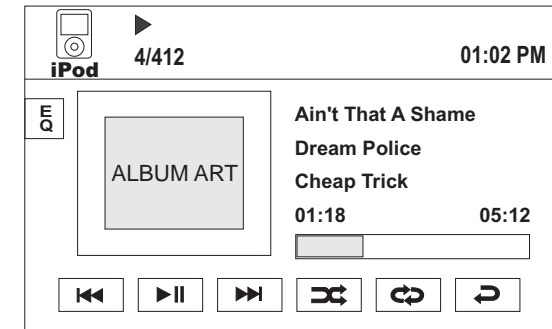 iPod
4/412
01:02 PM
EQ
ALBUM ART
Ain't That A Shame
Dream Police
Cheap Trick
01:18 05:12